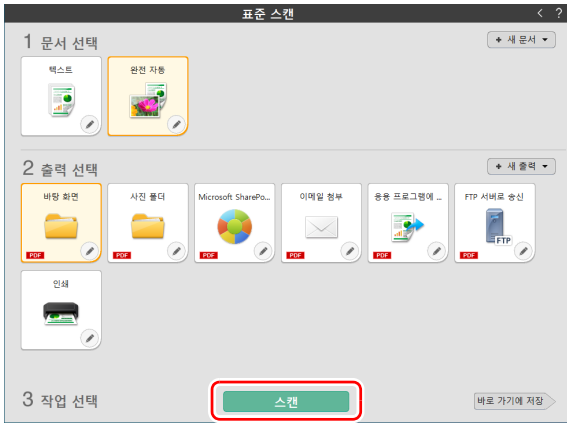 표준 스캔
< ?
1 문서 선택
+ 새 문서 ▼
텍스트
완전 자동
2 출력 선택
+ 새 출력 ▼
바탕 화면
사진 폴더
Microsoft SharePo...
이메일 첨부
응용 프로그램에 ...
FTP 서버로 송신
PDF
PDF
PDF
PDF
PDF
PDF
FTP
인쇄
3 작업 선택
스캔
바로 가기에 저장